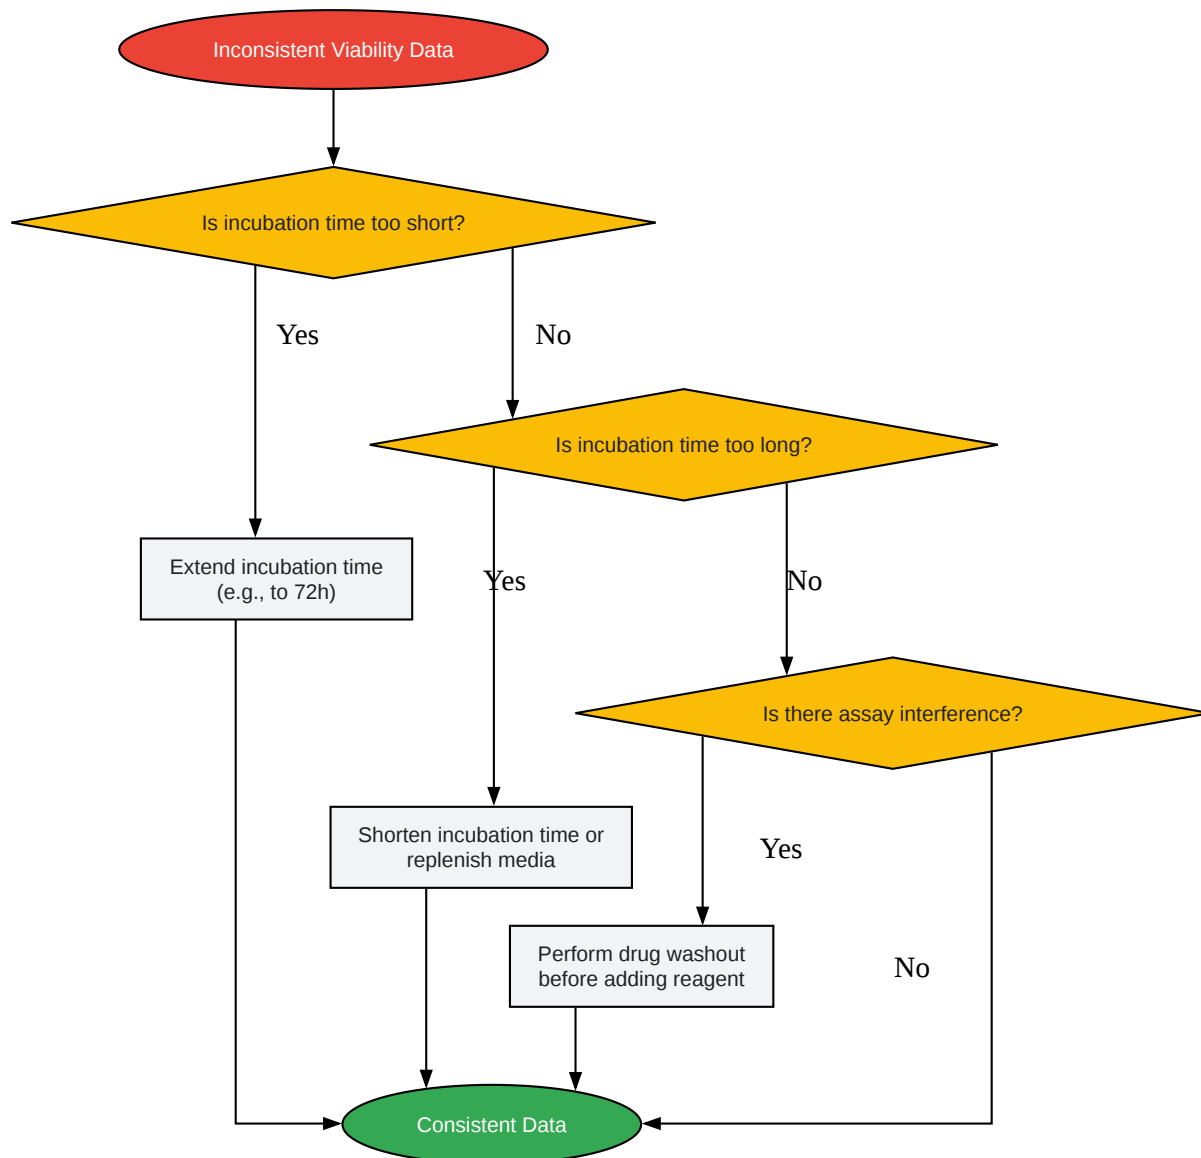 Inconsistent Viability Data
Is incubation time too short?
Yes
No
Is incubation time too long?
Extend incubation time
(e.g., to 72h)
Yes
No
Is there assay interference?
Shorten incubation time or
replenish media
Yes
Perform drug washout
before adding reagent
No
Consistent Data